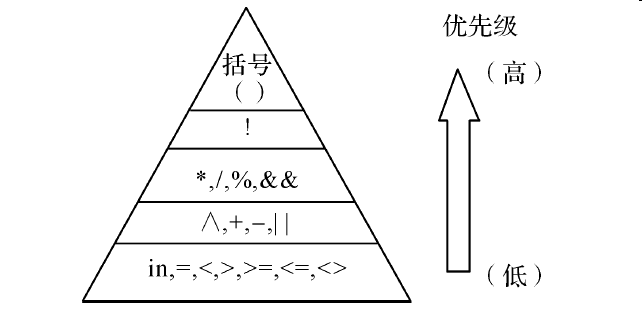 优先级
括号
（高）
( )
!
*,/,%,&&
∧,+,−,||
in,=,<,>,>=,<=,<>
（低）